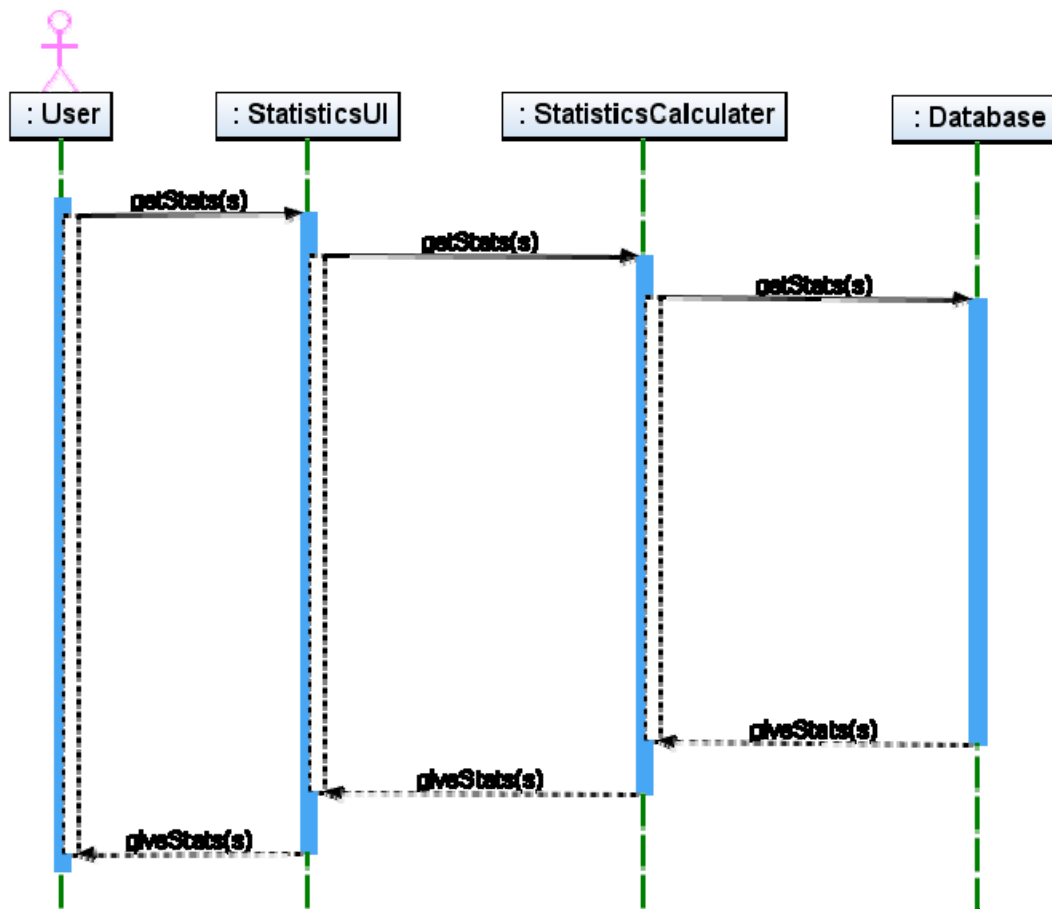 : User
: StatisticsUI
: StatisticsCalculater
: Database
getStats(s)
getStats(s)
getStats(s)
giveStats(s)
giveStats(s)
giveStats(s)